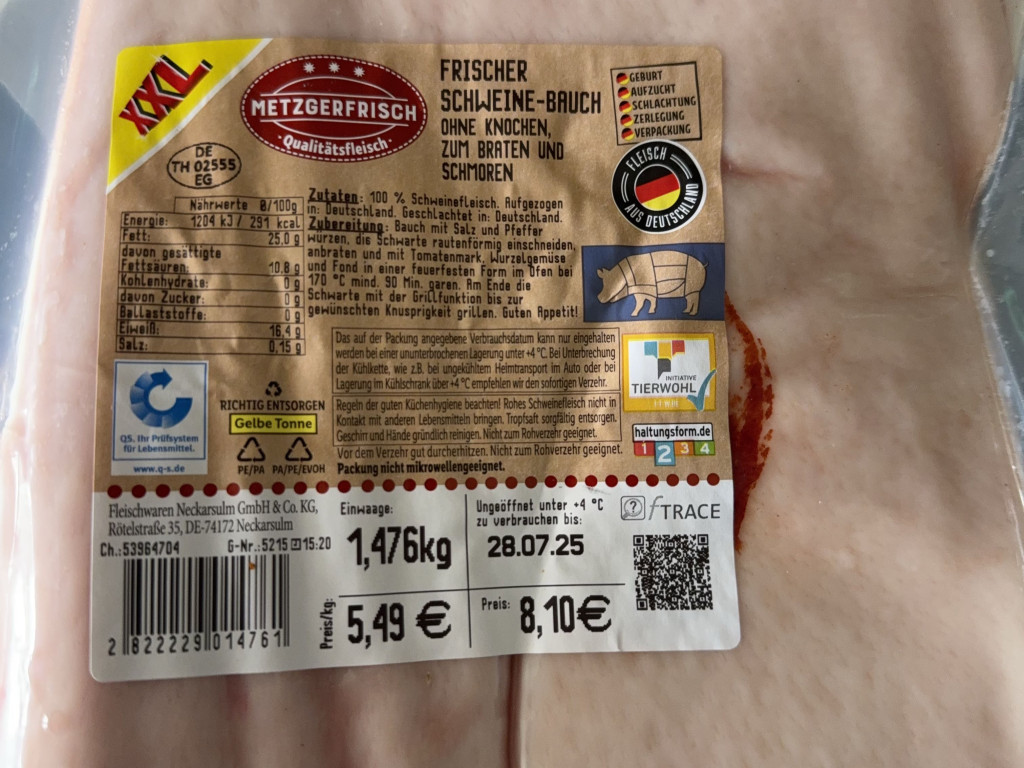 XXL
METZGERFRISCH
Qualitätsfleisch
FRISCHER
SCHWEINE-BAUCH
OHNE KNOCHEN,
ZUM BRATEN UND
SCHMOREN
GEBURT
AUFZUCHT
SCHLACHTUNG
ZERLEGUNG
VERPACKUNG
FLEISCH
AUS DEUTSCHLAND
DE
TH 02555
EG
Nährwerte Ø/100g
Energie: 1204 kJ/ 291 kcal
Fett: 25,0 g
davon gesättigte
Fettsäuren: 10,8 g
Kohlenhydrate: 0 g
davon Zucker: 0 g
Ballaststoffe: 0 g
Eiweiß: 16,4 g
Salz: 0,15 g
Zutaten: 100 % Schweinefleisch. Aufgezogen
in: Deutschland. Geschlachtet in: Deutschland.
Zubereitung: Bauch mit Salz und Pfeffer
würzen, die Schwarte rautenförmig einschneiden,
anbraten und mit Tomatenmark, Wurzelgemüse
und Fond in einer feuerfesten Form im Ofen bei
170 °C mind. 90 Min. garen. Am Ende die
Schwarte mit der Grillfunktion bis zur
gewünschten Knusprigkeit grillen. Guten Appetit!
Das auf der Packung angegebene Verbrauchsdatum kann nur eingehalten
werden bei einer ununterbrochenen Lagerung unter +4 °C. Bei Unterbrechung
der Kühlkette, wie z.B. bei ungekühltem Heimtransport im Auto oder bei
Lagerung im Kühlschrank über +4 °C empfehlen wir den sofortigen Verzehr.
Regeln der guten Küchenhygiene beachten! Rohes Schweinefleisch nicht in
Kontakt mit anderen Lebensmitteln bringen. Tropfsaft sorgfältig entsorgen.
Geschirr und Hände gründlich reinigen. Nicht zum Rohverzehr geeignet.
Vor dem Verzehr gut durcherhitzen. Nicht zum Rohverzehr geeignet.
Packung nicht mikrowellengeeignet.
QS. Ihr Prüfsystem
für Lebensmittel.
www.q-s.de
RICHTIG ENTSORGEN
Gelbe Tonne
PE/PA PA/PE/EVOH
INITIATIVE
TIERWOHL
haltungsform.de
1 2 3 4
Fleischwaren Neckarsulm GmbH & Co. KG,
Rötelstraße 35, DE-74172 Neckarsulm
Ch.:53964704 G-Nr.:5215 15:20
2 822229 014761
Einwaage:
1,476kg
Ungeöffnet unter +4 °C
zu verbrauchen bis:
28.07.25
Preis/kg:
5,49 €
Preis: 8,10€
fTRACE